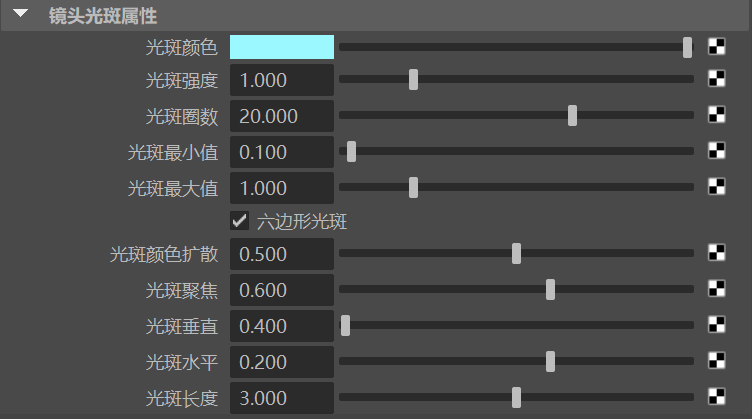 镜头光斑属性
光斑颜色
光斑强度 1.000
光斑圈数 20.000
光斑最小值 0.100
光斑最大值 1.000
六边形光斑
光斑颜色扩散 0.500
光斑聚焦 0.600
光斑垂直 0.400
光斑水平 0.200
光斑长度 3.000